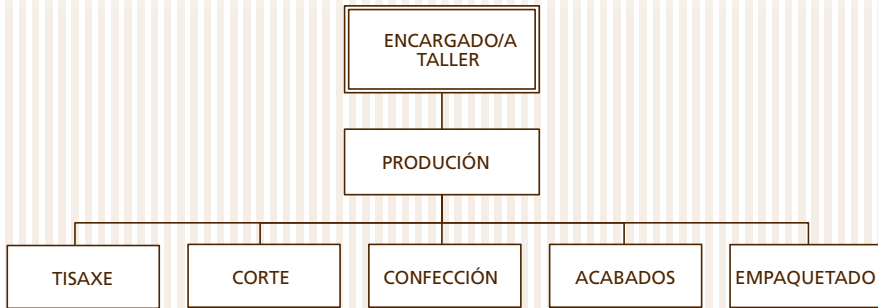 ENCARGADO/A
TALLER
PRODUCIÓN
TISAXE
CORTE
CONFECCIÓN
ACABADOS
EMPAQUETADO